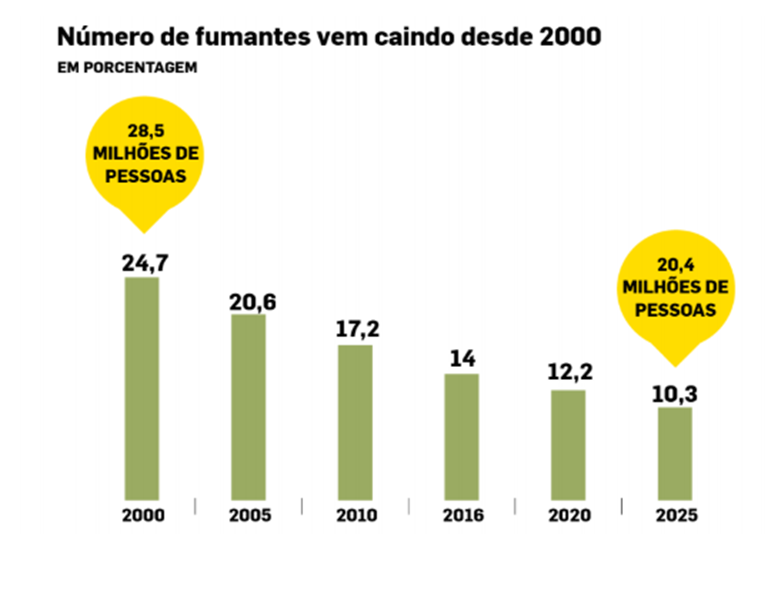 Número de fumantes vem caindo desde 2000
EM PORCENTAGEM
28,5
MILHÕES DE
PESSOAS
24,7
20,6
17,2
14
12,2
20,4
MILHÕES DE
PESSOAS
10,3
2000 2005 2010 2016 2020 2025